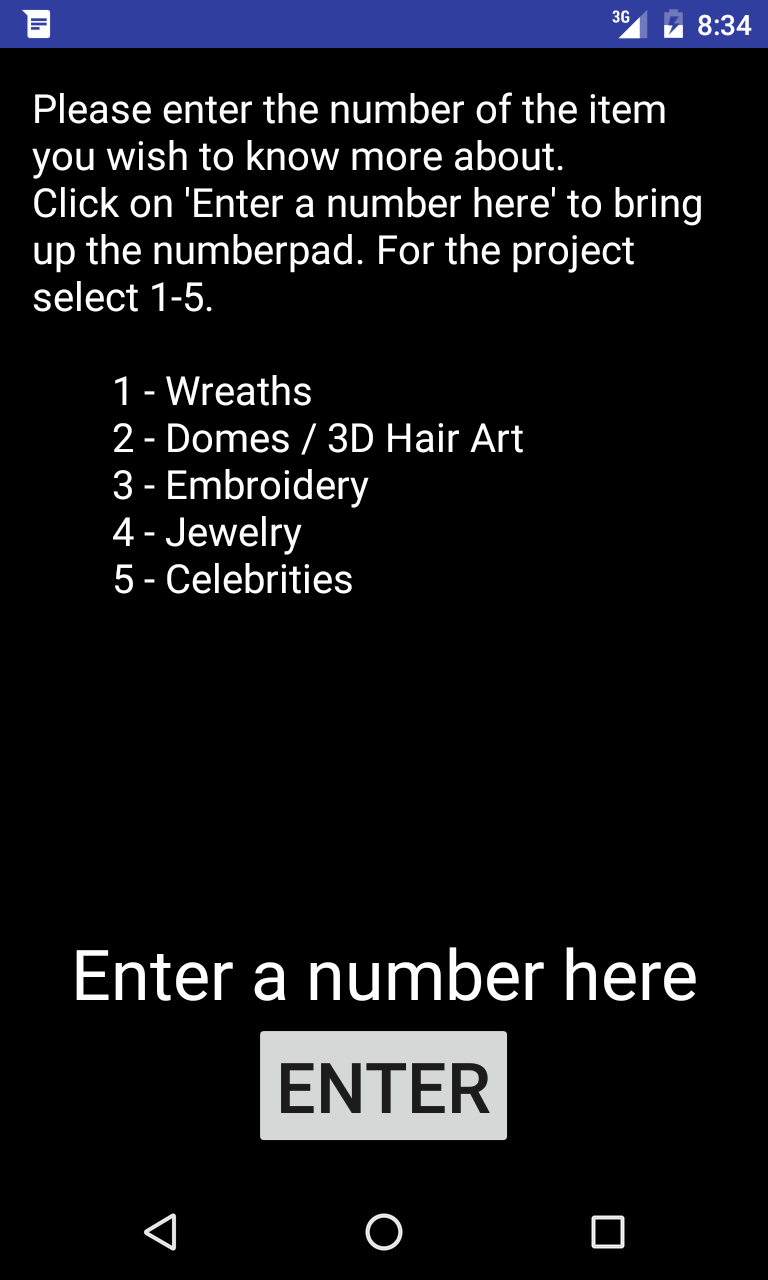 3G 8:34
Please enter the number of the item
you wish to know more about.
Click on 'Enter a number here' to bring
up the numberpad. For the project
select 1-5.
1 - Wreaths
2 - Domes / 3D Hair Art
3 - Embroidery
4 - Jewelry
5 - Celebrities
Enter a number here
ENTER